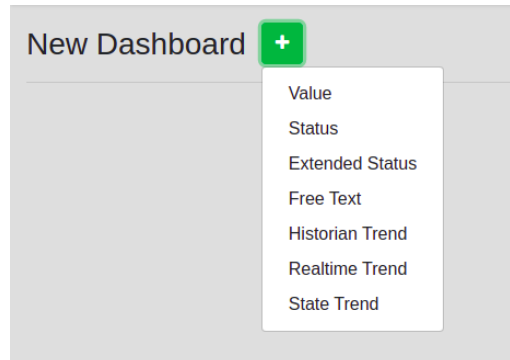 New Dashboard +
Value
Status
Extended Status
Free Text
Historian Trend
Realtime Trend
State Trend